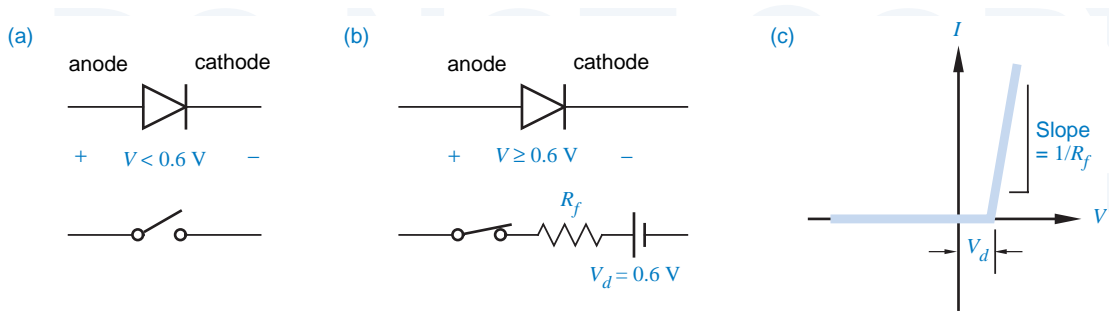 (a)
anode cathode
+ V < 0.6 V −
(b)
anode cathode
+ V ≥ 0.6 V −
R_f
V_d = 0.6 V
(c)
I
Slope
= 1/R_f
V
V_d